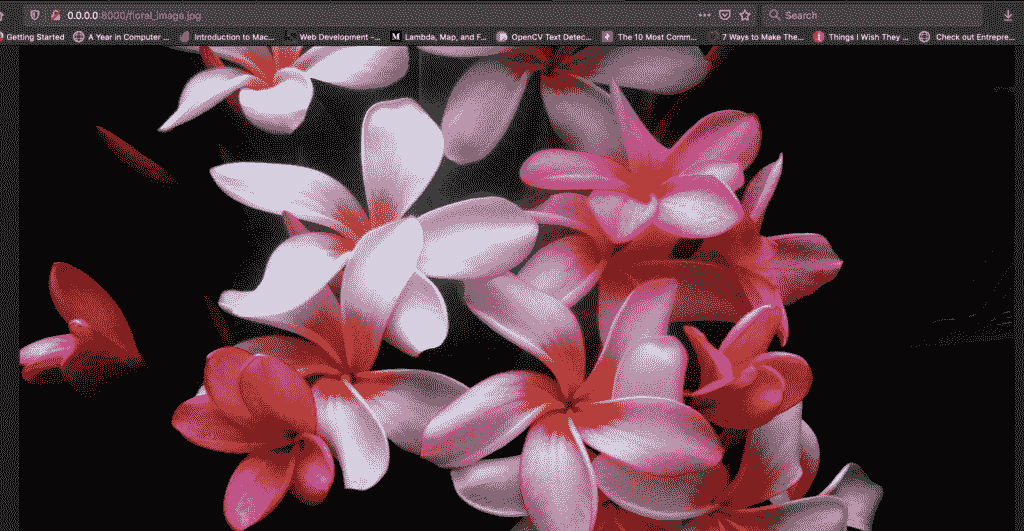 0.0.0.0:8000/floral_image.jpg
Search
Getting Started A Year in Computer ... Introduction to Mac... Web Development –... Lambda, Map, and F... OpenCV Text Detec... The 10 Most Comm... 7 Ways to Make The... Things I Wish They ... Check out Entrepre...